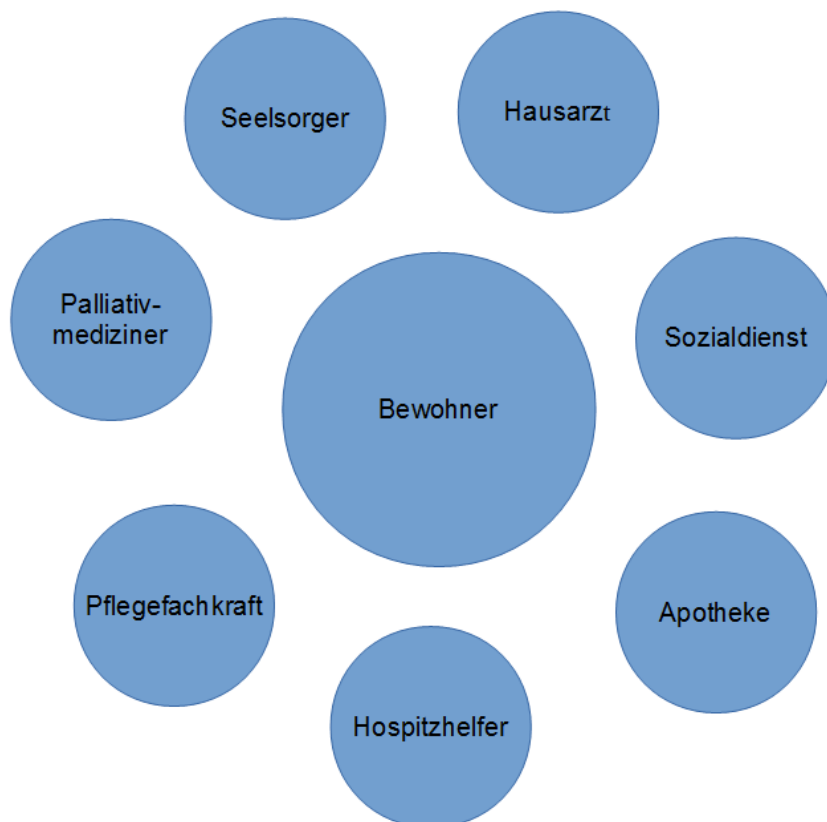 Seelsorger
Hausarzt
Palliativ-
mediziner
Sozialdienst
Bewohner
Pflegefachkraft
Apotheke
Hospitzhelfer